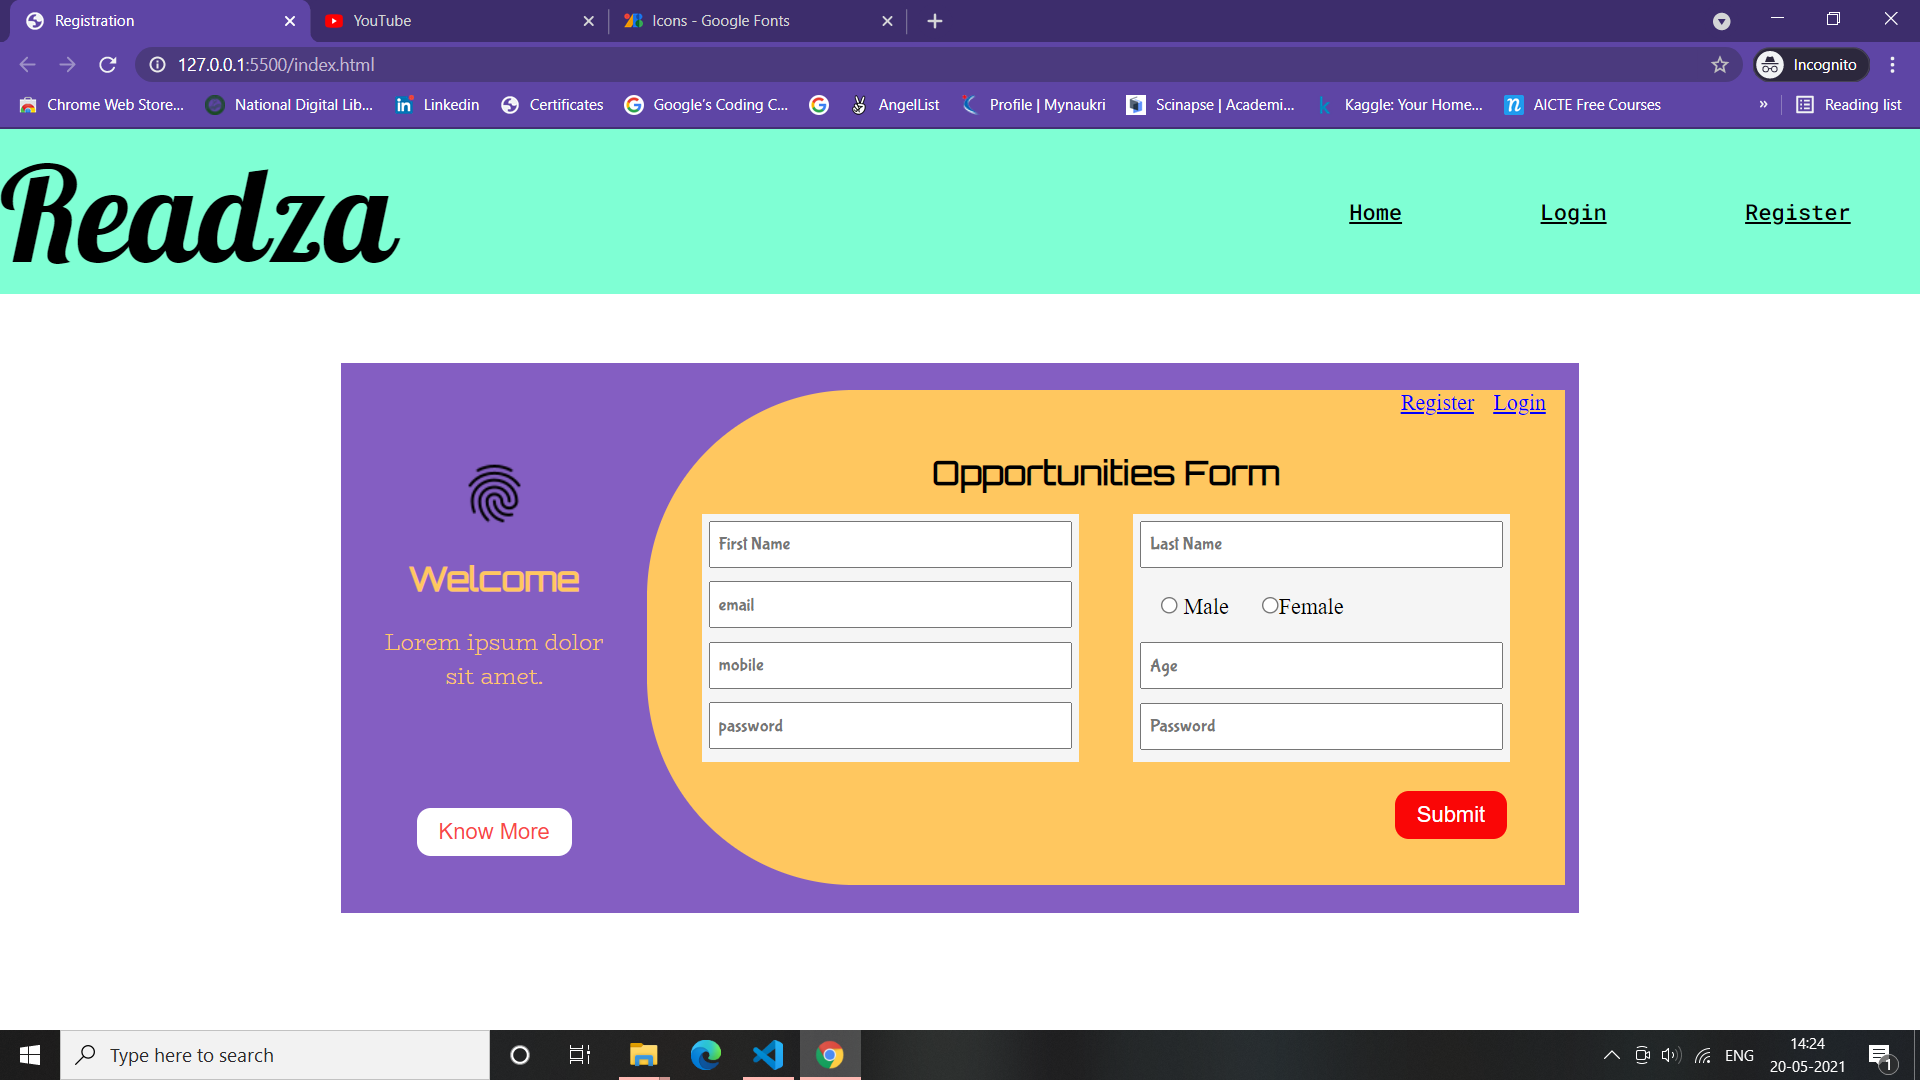 Registration
YouTube
Icons - Google Fonts
127.0.0.1:5500/index.html
Incognito
Chrome Web Store...
National Digital Lib...
Linkedin
Certificates
Google's Coding C...
AngelList
Profile | Mynaukri
Scinapse | Academi...
Kaggle: Your Home...
AICTE Free Courses
»
Reading list
Readza
Home
Login
Register
Register
Login
Opportunities Form
Welcome
Lorem ipsum dolor
sit amet.
Know More
First Name
Last Name
email
Male
Female
mobile
Age
password
Password
Submit
Type here to search
ENG
14:24
20-05-2021
1